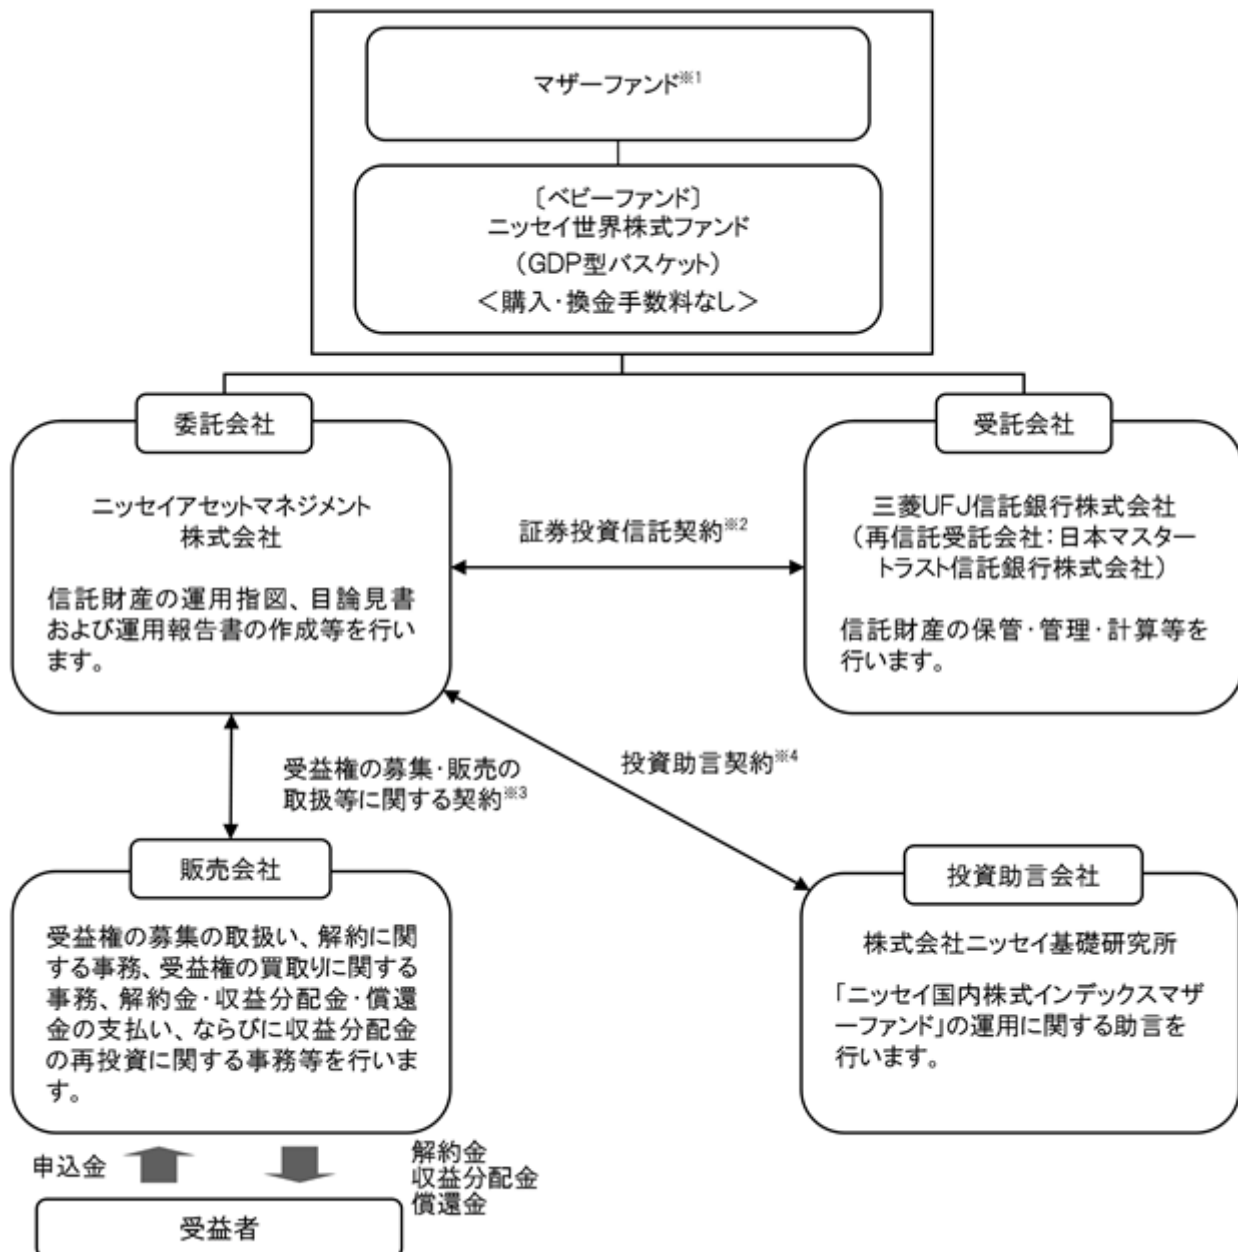 マザーファンド※1
〔ベビーファンド〕
ニッセイ世界株式ファンド
（GDP型バスケット）
＜購入・換金手数料なし＞
委託会社
ニッセイアセットマネジメント
株式会社
信託財産の運用指図、目論見書
および運用報告書の作成等を行い
ます。
証券投資信託契約※2
受託会社
三菱UFJ信託銀行株式会社
（再信託受託会社：日本マスター
トラスト信託銀行株式会社）
信託財産の保管・管理・計算等を
行います。
受益権の募集・販売の
取扱等に関する契約※3
投資助言契約※4
販売会社
受益権の募集の取扱い、解約に関
する事務、受益権の買取りに関する
事務、解約金・収益分配金・償還
金の支払い、ならびに収益分配金
の再投資に関する事務等を行いま
す。
投資助言会社
株式会社ニッセイ基礎研究所
「ニッセイ国内株式インデックスマザ
ーファンド」の運用に関する助言を
行います。
申込金
解約金
収益分配金
償還金
受益者